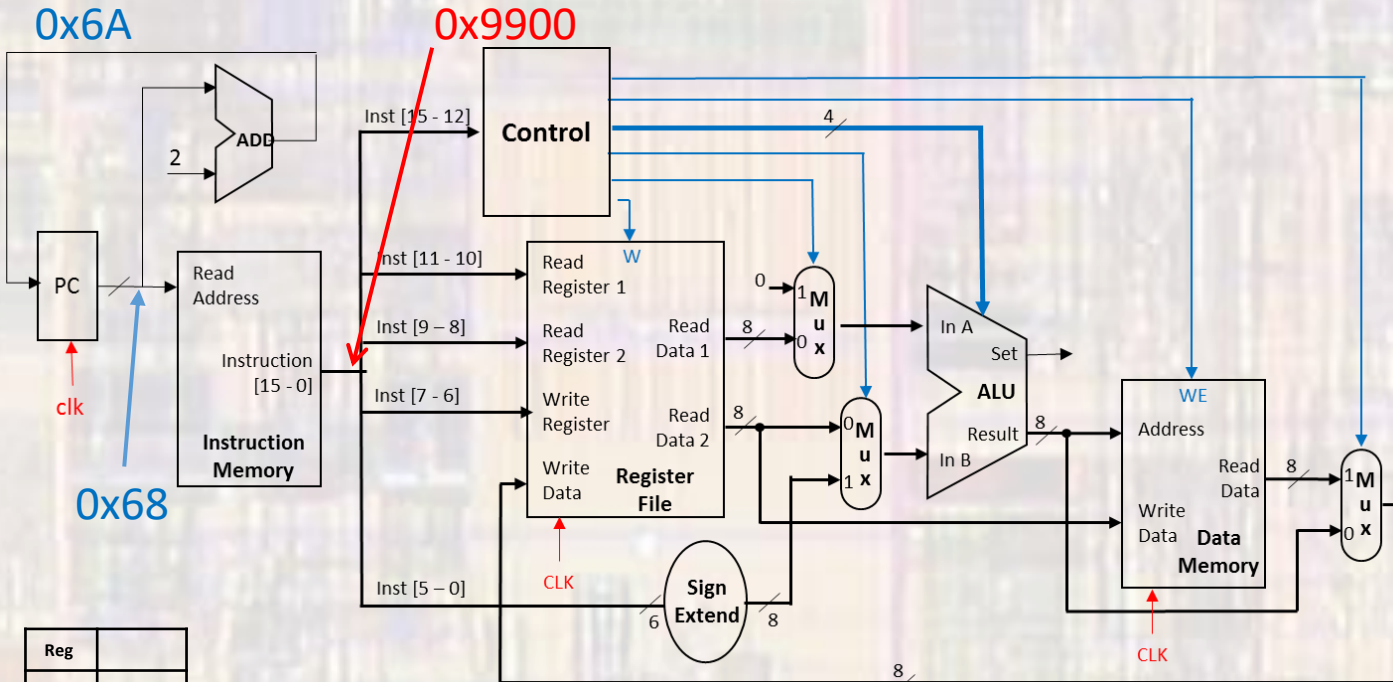 0x6A
0x9900
Inst [15 - 12]
Control
4
ADD
2
Inst [11 - 10]
W
PC
Read
Address
Read
Register 1
0
1
M
u
x
0
Inst [9 – 8]
Read
Register 2
Read
Data 1
8
In A
Set
Instruction
[15 - 0]
clk
Inst [7 - 6]
Write
Register
Read
Data 2
8
0
M
u
x
1
ALU
Result
8
In B
WE
Address
Instruction
Memory
Write
Data
Register
File
Read
Data
8
1
M
u
x
0
Write
Data
Data
Memory
0x68
CLK
Inst [5 – 0]
6
Sign
Extend
8
CLK
Reg
8